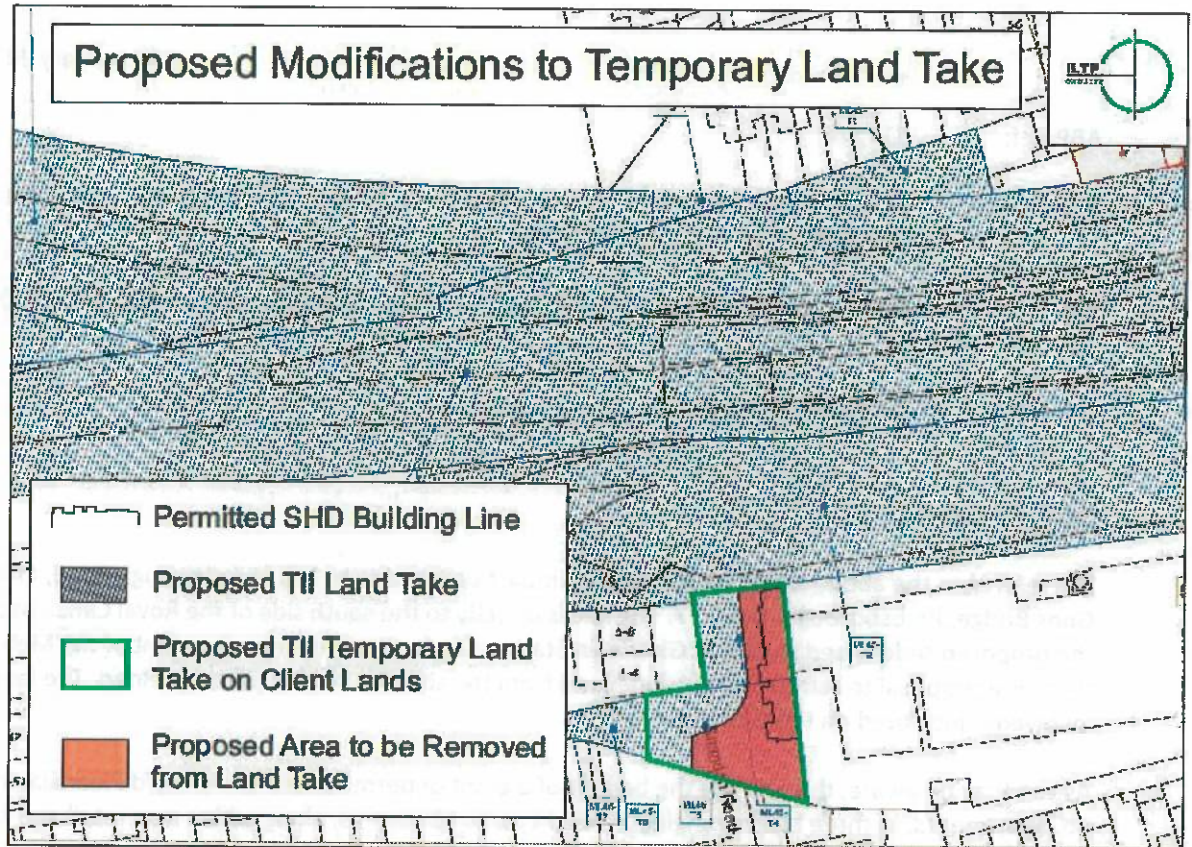 Proposed Modifications to Temporary Land Take
Permitted SHD Building Line
Proposed TII Land Take
Proposed TII Temporary Land
Take on Client Lands
Proposed Area to be Removed
from Land Take